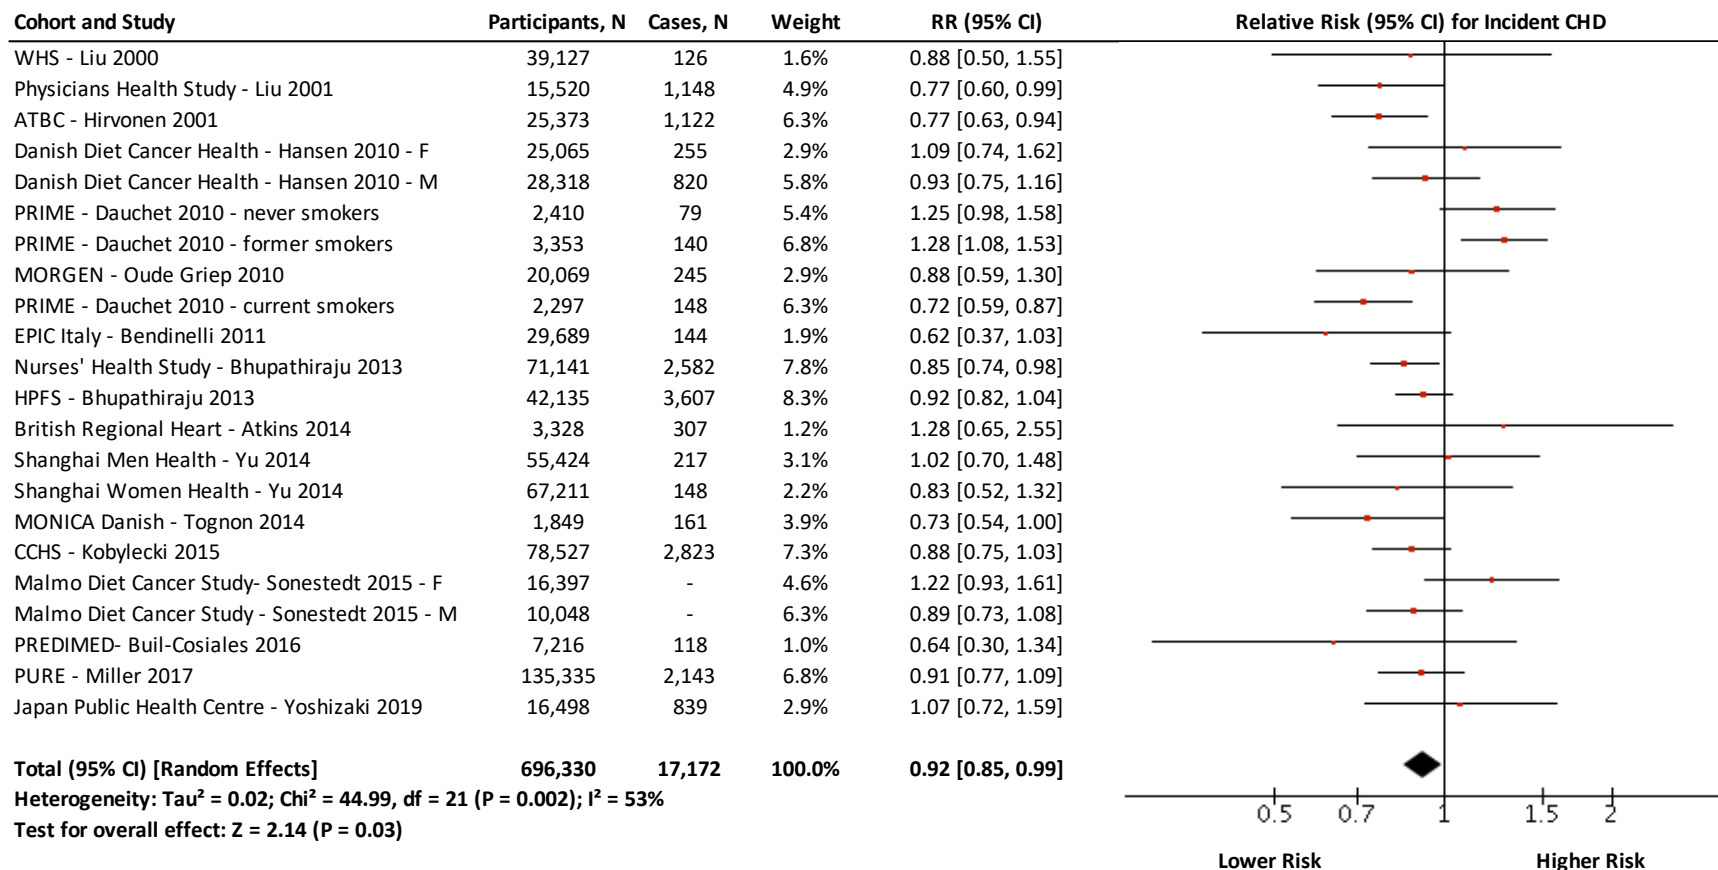 Cohort and Study Participants, N Cases, N Weight RR (95% CI) Relative Risk (95% CI) for Incident CHD
WHS - Liu 2000 39,127 126 1.6% 0.88 [0.50, 1.55]
Physicians Health Study - Liu 2001 15,520 1,148 4.9% 0.77 [0.60, 0.99]
ATBC - Hirvonen 2001 25,373 1,122 6.3% 0.77 [0.63, 0.94]
Danish Diet Cancer Health - Hansen 2010 - F 25,065 255 2.9% 1.09 [0.74, 1.62]
Danish Diet Cancer Health - Hansen 2010 - M 28,318 820 5.8% 0.93 [0.75, 1.16]
PRIME - Dauchet 2010 - never smokers 2,410 79 5.4% 1.25 [0.98, 1.58]
PRIME - Dauchet 2010 - former smokers 3,353 140 6.8% 1.28 [1.08, 1.53]
MORGEN - Oude Griep 2010 20,069 245 2.9% 0.88 [0.59, 1.30]
PRIME - Dauchet 2010 - current smokers 2,297 148 6.3% 0.72 [0.59, 0.87]
EPIC Italy - Bendinelli 2011 29,689 144 1.9% 0.62 [0.37, 1.03]
Nurses' Health Study - Bhupathiraju 2013 71,141 2,582 7.8% 0.85 [0.74, 0.98]
HPFS - Bhupathiraju 2013 42,135 3,607 8.3% 0.92 [0.82, 1.04]
British Regional Heart - Atkins 2014 3,328 307 1.2% 1.28 [0.65, 2.55]
Shanghai Men Health - Yu 2014 55,424 217 3.1% 1.02 [0.70, 1.48]
Shanghai Women Health - Yu 2014 67,211 148 2.2% 0.83 [0.52, 1.32]
MONICA Danish - Tognon 2014 1,849 161 3.9% 0.73 [0.54, 1.00]
CCHS - Kobylecki 2015 78,527 2,823 7.3% 0.88 [0.75, 1.03]
Malmo Diet Cancer Study- Sonestedt 2015 - F 16,397 - 4.6% 1.22 [0.93, 1.61]
Malmo Diet Cancer Study - Sonestedt 2015 - M 10,048 - 6.3% 0.89 [0.73, 1.08]
PREDIMED- Buil-Cosiales 2016 7,216 118 1.0% 0.64 [0.30, 1.34]
PURE - Miller 2017 135,335 2,143 6.8% 0.91 [0.77, 1.09]
Japan Public Health Centre - Yoshizaki 2019 16,498 839 2.9% 1.07 [0.72, 1.59]
Total (95% CI) [Random Effects] 696,330 17,172 100.0% 0.92 [0.85, 0.99]
Heterogeneity: Tau² = 0.02; Chi² = 44.99, df = 21 (P = 0.002); I² = 53%
Test for overall effect: Z = 2.14 (P = 0.03)
0.5 0.7 1 1.5 2
Lower Risk Higher Risk